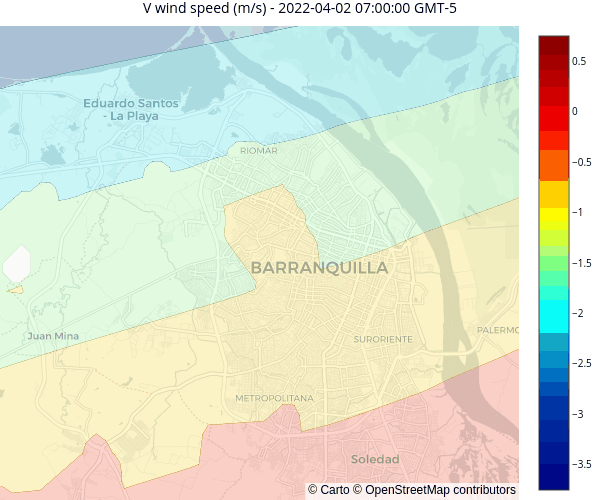 V wind speed (m/s) - 2022-04-02 07:00:00 GMT-5
Eduardo Santos
- La Playa
RIOMAR
BARRANQUILLA
Juan Mina
SURORIENTE
PALERMO
METROPOLITANA
Soledad
© Carto © OpenStreetMap contributors
0.5
0
−0.5
−1
−1.5
−2
−2.5
−3
−3.5